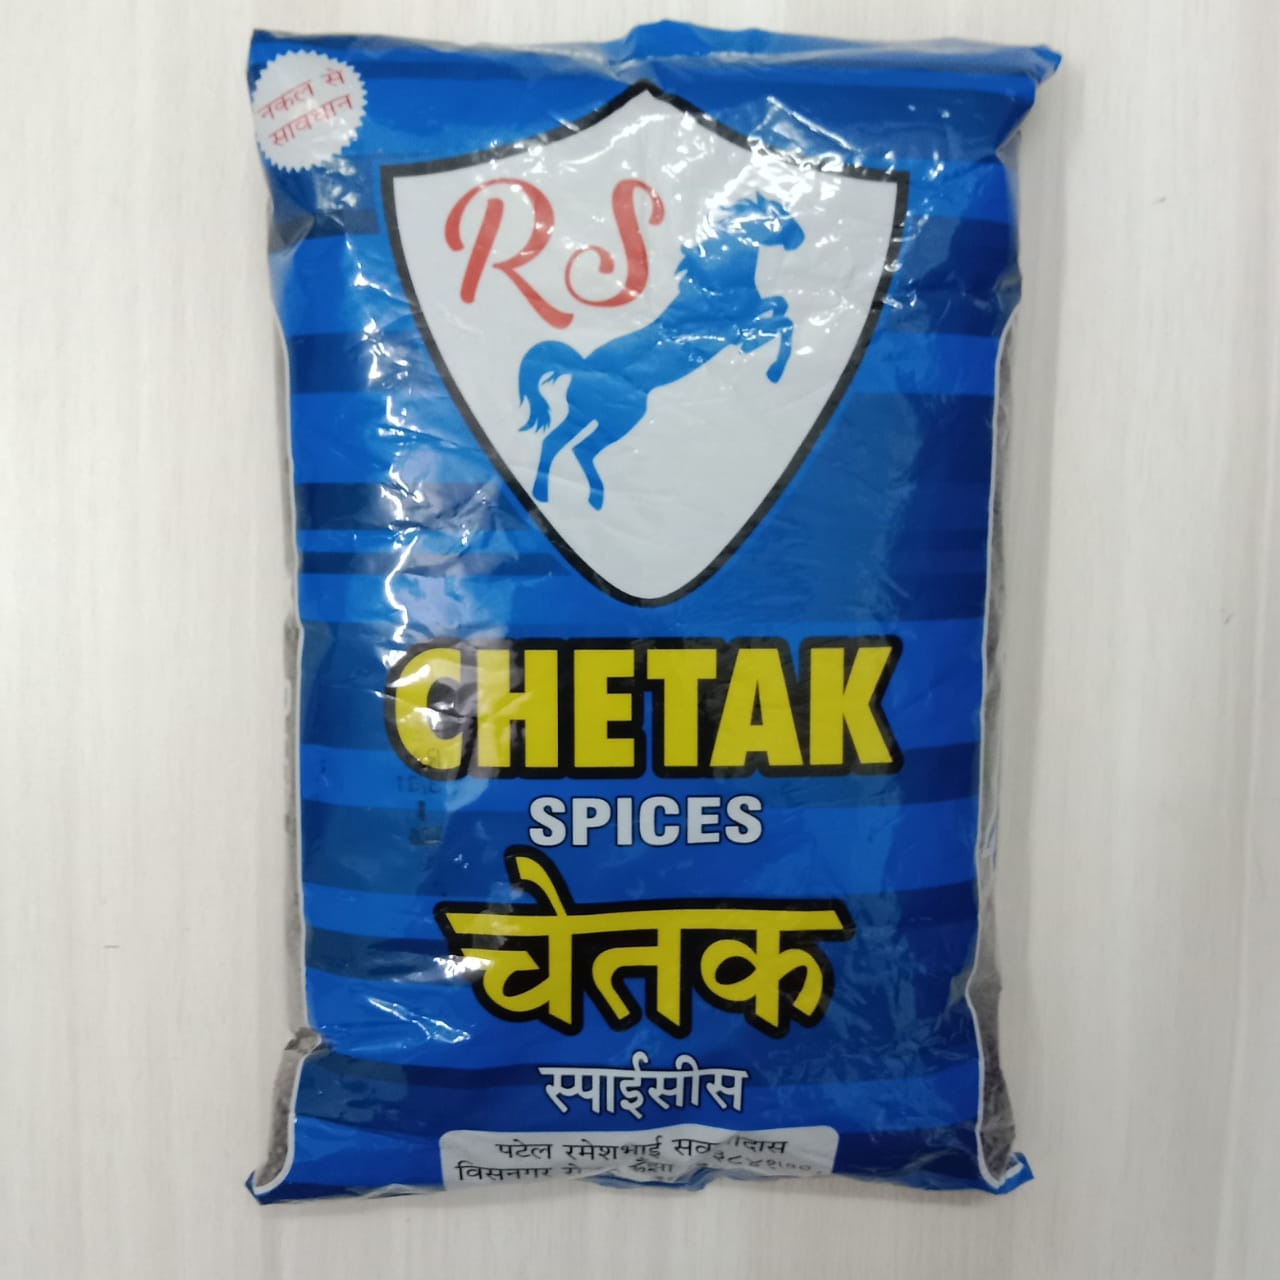 नकल से
सावधान
RS
CHETAK
SPICES
चेतक
स्पाईसीस
पटेल रमेशभाई
विसनगर